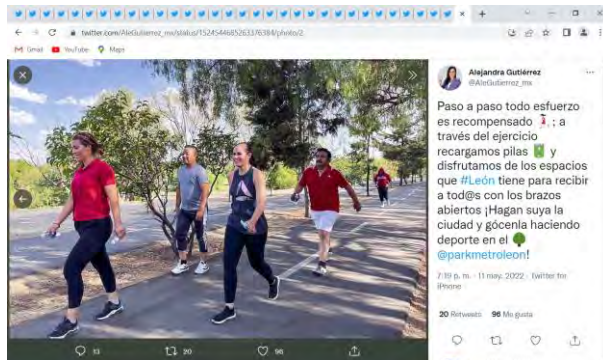 twitter.com/AleGutierrez_mx/status/1524544685263376384/photo/2
Gmail YouTube Maps
Alejandra Gutiérrez
@AleGutierrez_mx
Paso a paso todo esfuerzo
es recompensado ; a
través del ejercicio
recargamos pilas y
disfrutamos de los espacios
que #León tiene para recibir
a tod@s con los brazos
abiertos ¡Hagan suya la
ciudad y gócenla haciendo
deporte en el
@parkmetroleon!
7:19 p. m. · 11 may. 2022 · Twitter for
iPhone
20 Retweets 96 Me gusta
13 20 96